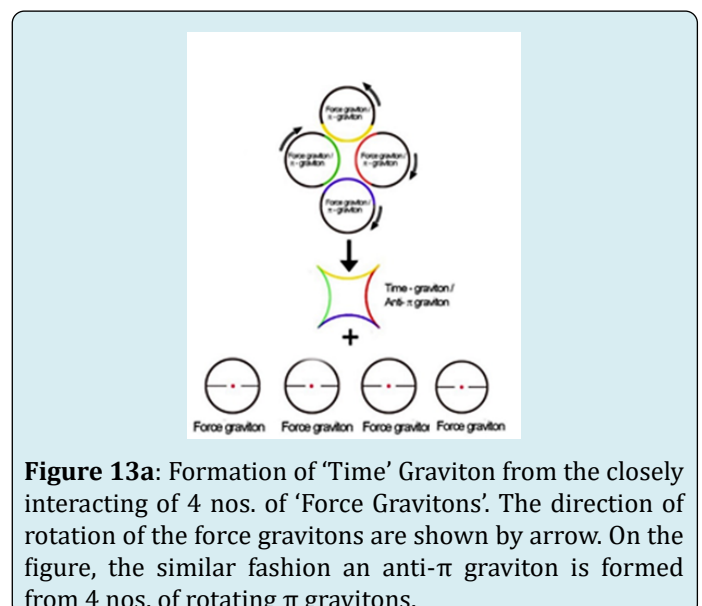 Force graviton /
π - graviton
Force graviton /
π - graviton
Force graviton /
π - graviton
Force graviton /
π - graviton
Time - graviton /
Anti- π graviton
+
Force graviton Force graviton Force graviton Force graviton
Figure 13a: Formation of ‘Time’ Graviton from the closely
interacting of 4 nos. of ‘Force Gravitons’. The direction of
rotation of the force gravitons are shown by arrow. On the
figure, the similar fashion an anti-π graviton is formed
from 4 nos. of rotating π gravitons.